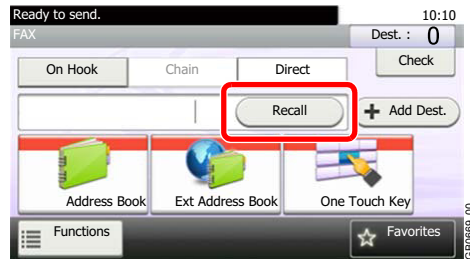 Ready to send.
10:10
FAX
Dest. : 0
On Hook
Chain
Direct
Check
Recall
+ Add Dest.
Address Book
Ext Address Book
One Touch Key
Functions
Favorites
GB0669_00